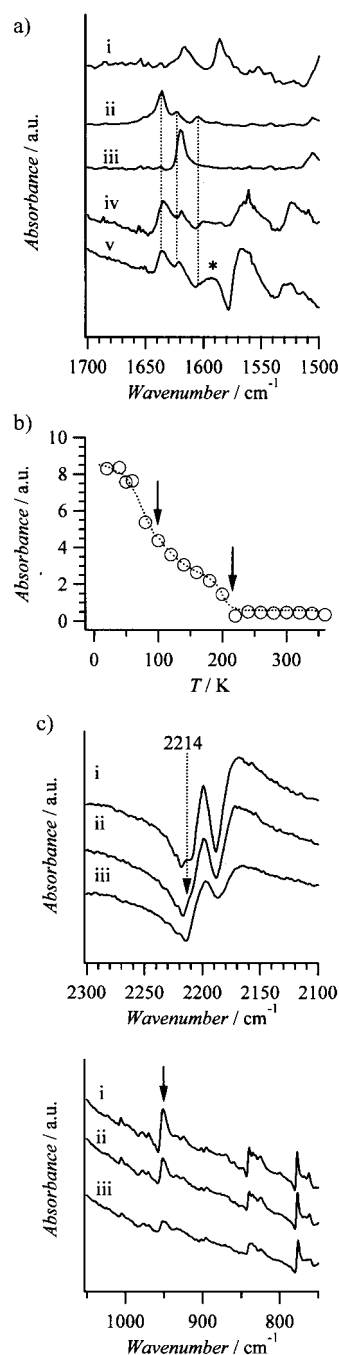 a)
i
ii
iii
iv
v
*
Absorbance / a.u.
1700 1650 1600 1550 1500
Wavenumber / cm⁻¹
b)
10
8
6
4
2
0
Absorbance / a.u.
0 100 200 300
T / K
c)
2214
i
ii
iii
Absorbance / a.u.
2300 2250 2200 2150 2100
Wavenumber / cm⁻¹
i
ii
iii
Absorbance / a.u.
1000 900 800
Wavenumber / cm⁻¹